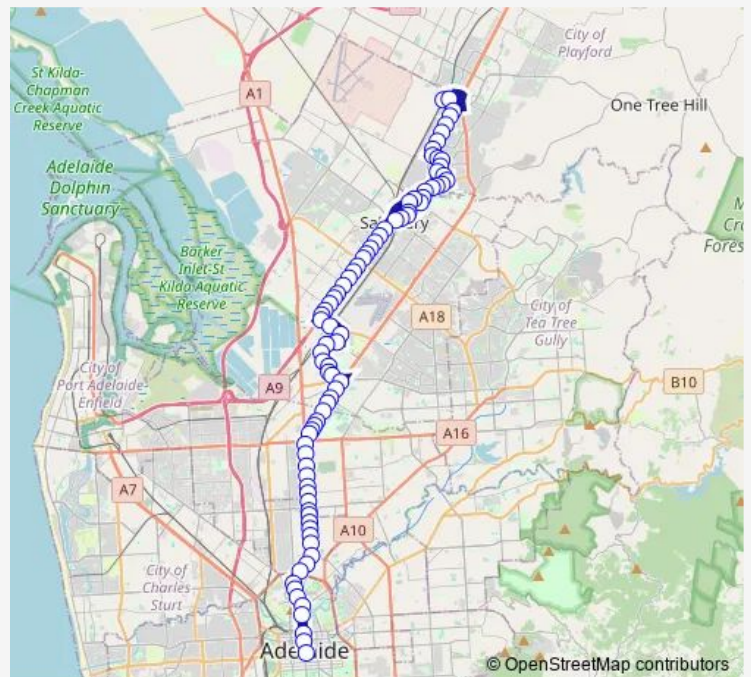 City of
Playford
St Kilda-
Chapman
Creek Aquatic
Reserve
A1
One Tree Hill
Adelaide
Dolphin
Sanctuary
Barker
Inlet-St
Kilda Aquatic
Reserve
A18
City of
Tea Tree
Gully
City of
Port Adelaide-
Enfield
A9
B10
A16
A7
A10
City of
Charles
Sturt
© OpenStreetMap contributors